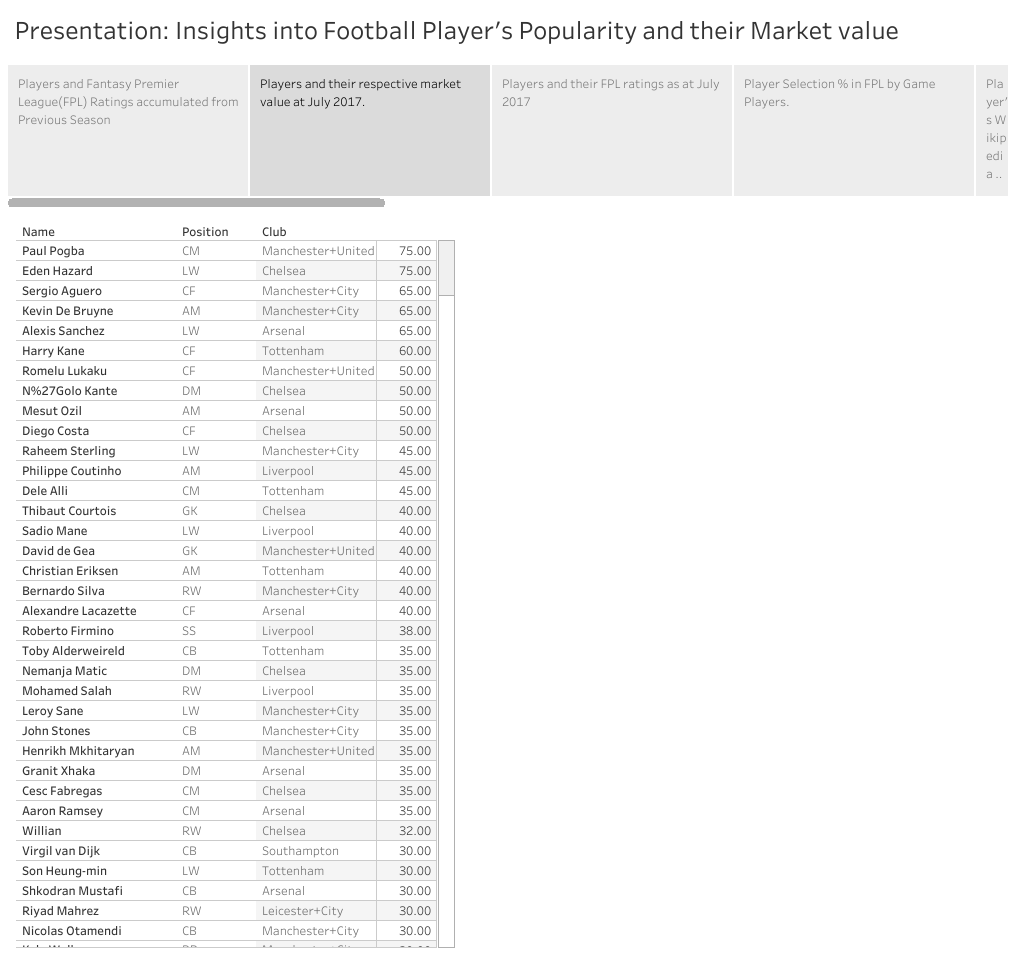 Presentation: Insights into Football Player's Popularity and their Market value
Players and Fantasy Premier
League(FPL) Ratings accumulated from
Previous Season
Players and their respective market
value at July 2017.
Players and their FPL ratings as at July
2017
Player Selection % in FPL by Game
Players.
Pla
yer'
s W
ikip
edi
a ..
Name Position Club
Paul Pogba CM Manchester+United 75.00
Eden Hazard LW Chelsea 75.00
Sergio Aguero CF Manchester+City 65.00
Kevin De Bruyne AM Manchester+City 65.00
Alexis Sanchez LW Arsenal 65.00
Harry Kane CF Tottenham 60.00
Romelu Lukaku CF Manchester+United 50.00
N%27Golo Kante DM Chelsea 50.00
Mesut Ozil AM Arsenal 50.00
Diego Costa CF Chelsea 50.00
Raheem Sterling LW Manchester+City 45.00
Philippe Coutinho AM Liverpool 45.00
Dele Alli CM Tottenham 45.00
Thibaut Courtois GK Chelsea 40.00
Sadio Mane LW Liverpool 40.00
David de Gea GK Manchester+United 40.00
Christian Eriksen AM Tottenham 40.00
Bernardo Silva RW Manchester+City 40.00
Alexandre Lacazette CF Arsenal 40.00
Roberto Firmino SS Liverpool 38.00
Toby Alderweireld CB Tottenham 35.00
Nemanja Matic DM Chelsea 35.00
Mohamed Salah RW Liverpool 35.00
Leroy Sane LW Manchester+City 35.00
John Stones CB Manchester+City 35.00
Henrikh Mkhitaryan AM Manchester+United 35.00
Granit Xhaka DM Arsenal 35.00
Cesc Fabregas CM Chelsea 35.00
Aaron Ramsey CM Arsenal 35.00
Willian RW Chelsea 32.00
Virgil van Dijk CB Southampton 30.00
Son Heung-min LW Tottenham 30.00
Shkodran Mustafi CB Arsenal 30.00
Riyad Mahrez RW Leicester+City 30.00
Nicolas Otamendi CB Manchester+City 30.00